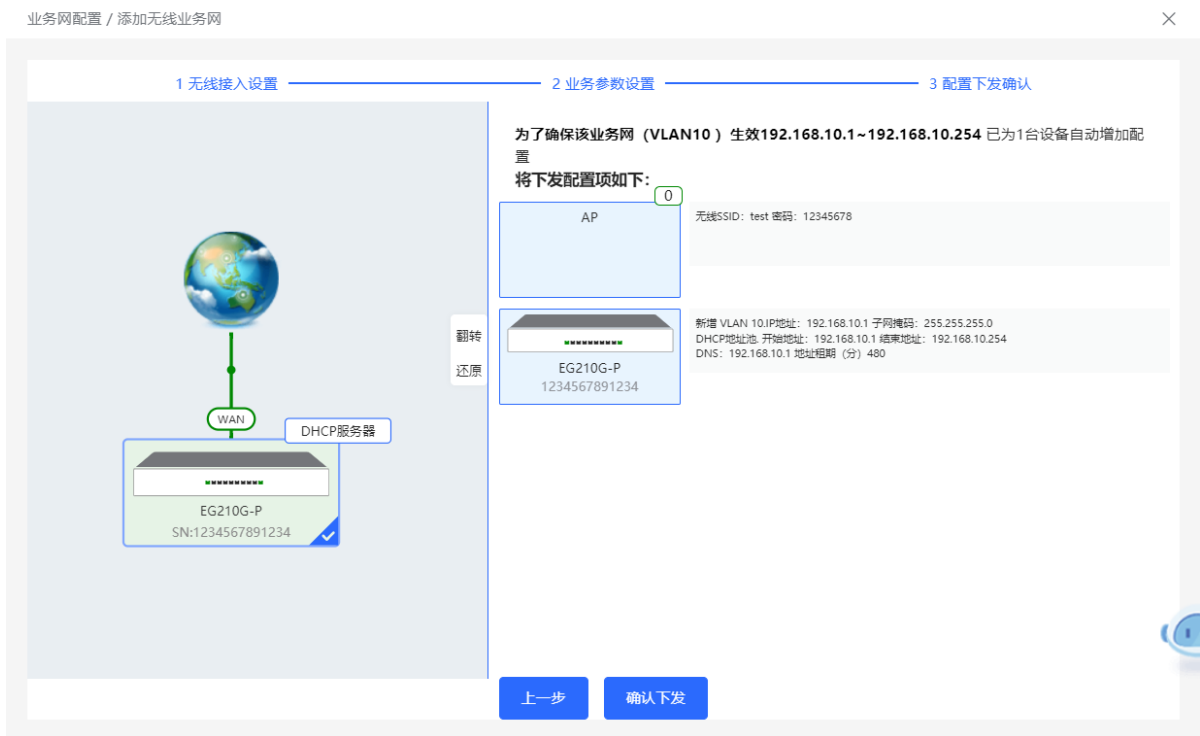 业务网配置 / 添加无线业务网
1 无线接入设置
2 业务参数设置
3 配置下发确认
翻转
还原
WAN
DHCP服务器
EG210G-P
SN:1234567891234
为了确保该业务网（VLAN10 ）生效192.168.10.1~192.168.10.254 已为1台设备自动增加配
置
将下发配置项如下：
0
AP
无线SSID：test 密码：12345678
EG210G-P
1234567891234
新增 VLAN 10.IP地址：192.168.10.1 子网掩码：255.255.255.0
DHCP地址池. 开始地址：192.168.10.1 结束地址：192.168.10.254
DNS：192.168.10.1 地址租期（分）480
上一步
确认下发